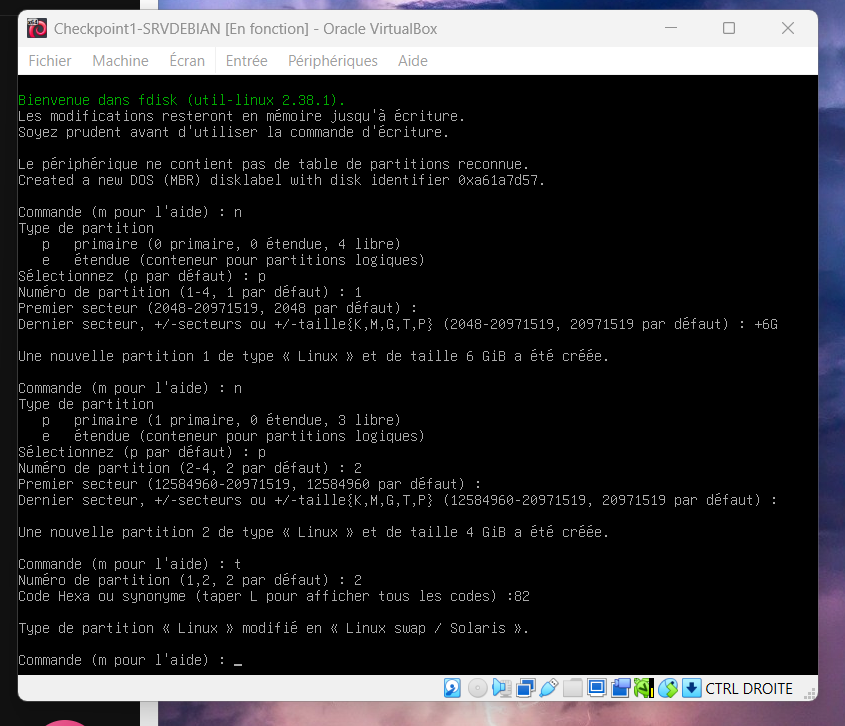 Checkpoint1-SRVDEBIAN [En fonction] - Oracle VirtualBox
Fichier Machine Écran Entrée Périphériques Aide
Bienvenue dans fdisk (util-linux 2.38.1).
Les modifications resteront en mémoire jusqu'à écriture.
Soyez prudent avant d'utiliser la commande d'écriture.
Le périphérique ne contient pas de table de partitions reconnue.
Created a new DOS (MBR) disklabel with disk identifier 0xa61a7d57.
Commande (m pour l'aide) : n
Type de partition
p primaire (0 primaire, 0 étendue, 4 libre)
e étendue (conteneur pour partitions logiques)
Sélectionnez (p par défaut) : p
Numéro de partition (1-4, 1 par défaut) : 1
Premier secteur (2048-20971519, 2048 par défaut) :
Dernier secteur, +/-secteurs ou +/-taille{K,M,G,T,P} (2048-20971519, 20971519 par défaut) : +6G
Une nouvelle partition 1 de type « Linux » et de taille 6 GiB a été créée.
Commande (m pour l'aide) : n
Type de partition
p primaire (1 primaire, 0 étendue, 3 libre)
e étendue (conteneur pour partitions logiques)
Sélectionnez (p par défaut) : p
Numéro de partition (2-4, 2 par défaut) : 2
Premier secteur (12584960-20971519, 12584960 par défaut) :
Dernier secteur, +/-secteurs ou +/-taille{K,M,G,T,P} (12584960-20971519, 20971519 par défaut) :
Une nouvelle partition 2 de type « Linux » et de taille 4 GiB a été créée.
Commande (m pour l'aide) : t
Numéro de partition (1,2, 2 par défaut) : 2
Code Hexa ou synonyme (taper L pour afficher tous les codes) :82
Type de partition « Linux » modifié en « Linux swap / Solaris ».
Commande (m pour l'aide) : _
CTRL DROITE